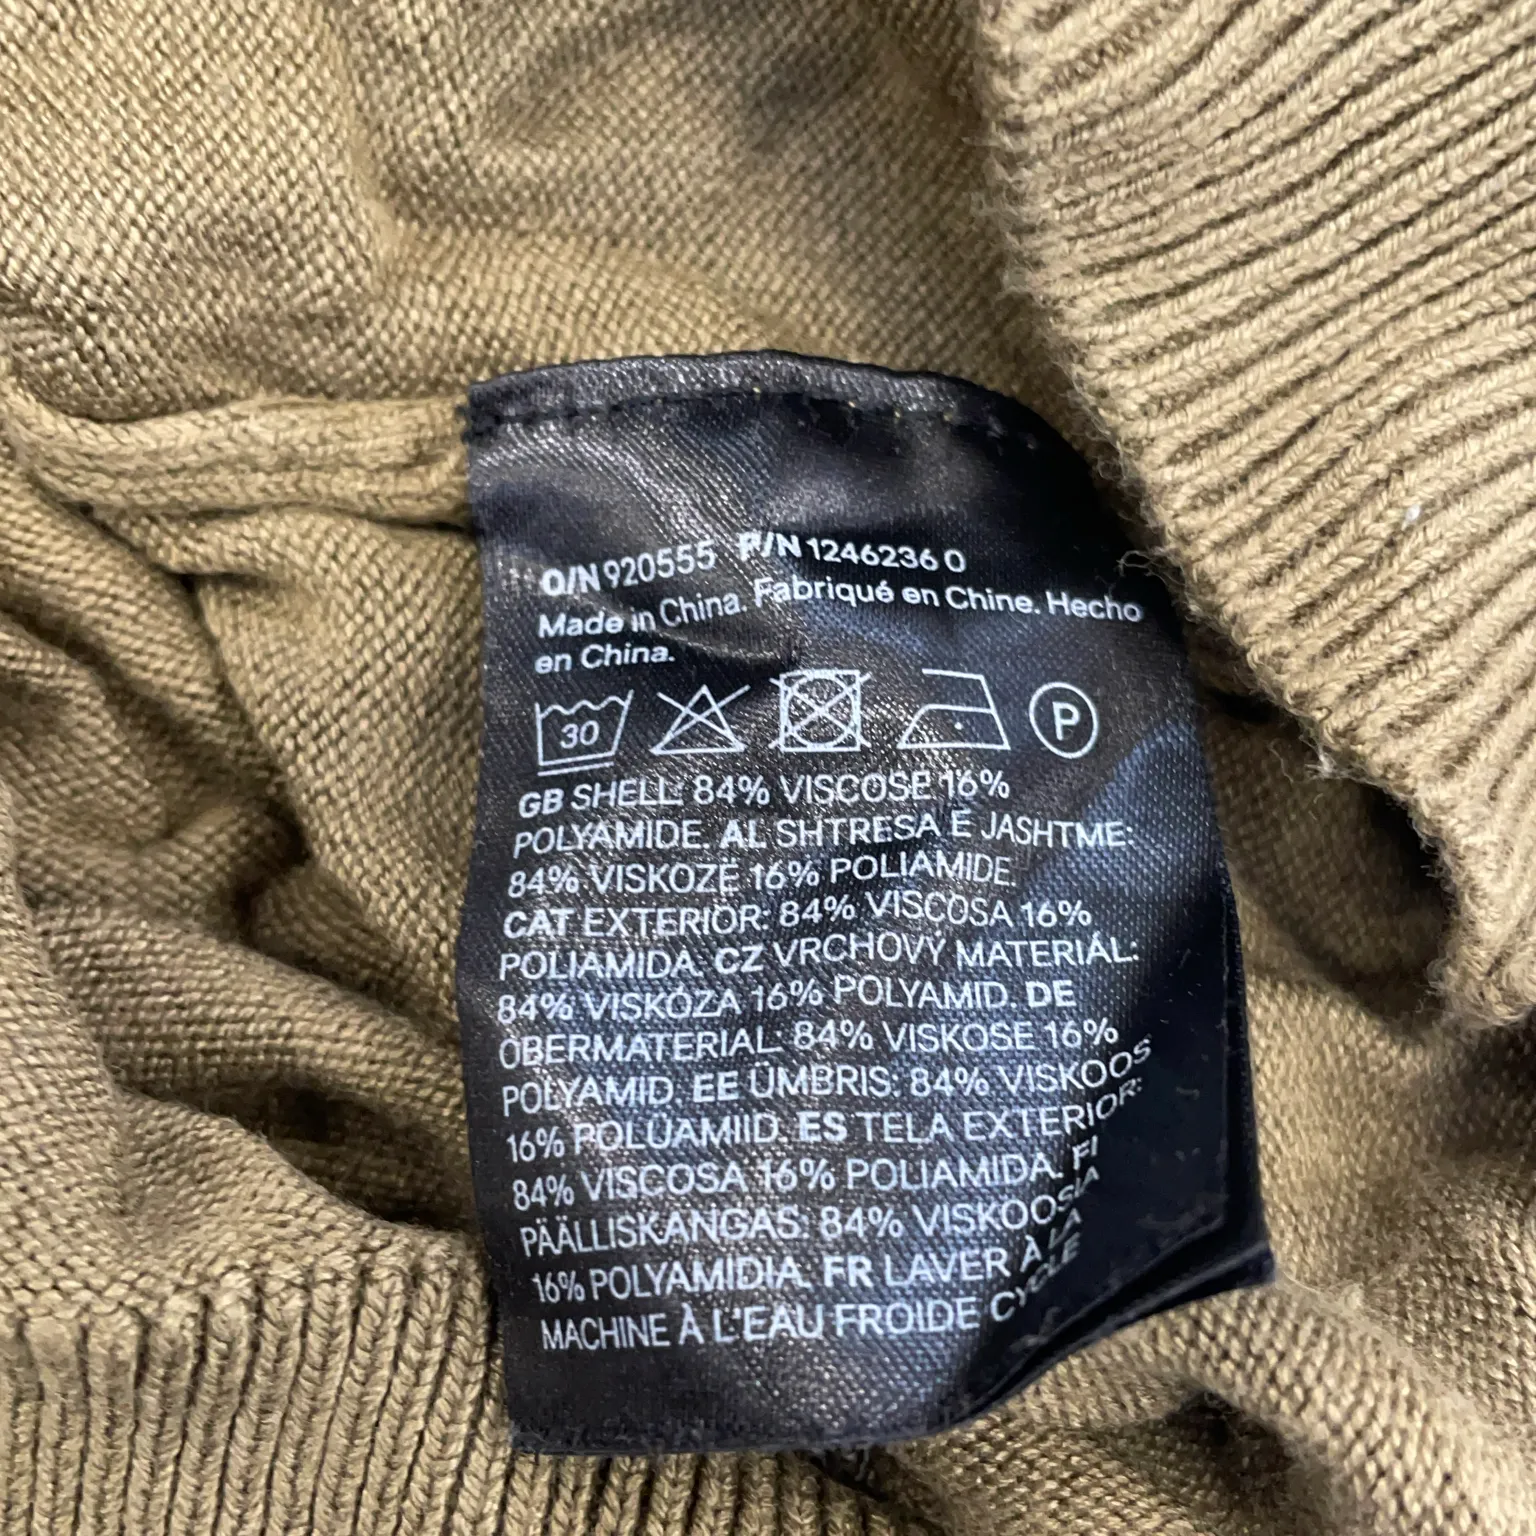 O/N 920555 P/N 1246236 0
Made in China. Fabriqué en Chine. Hecho
en China.
30 P
GB SHELL: 84% VISCOSE 16%
POLYAMIDE. AL SHTRESA E JASHTME:
84% VISKOZË 16% POLIAMIDE.
CAT EXTERIOR: 84% VISCOSA 16%
POLIAMIDA. CZ VRCHOVÝ MATERIÁL:
84% VISKÓZA 16% POLYAMID. DE
OBERMATERIAL: 84% VISKOSE 16%
POLYAMID. EE ÜMBRIS: 84% VISKOOS
16% POLÜAMIID. ES TELA EXTERIOR:
84% VISCOSA 16% POLIAMIDA. FI
PÄÄLLISKANGAS: 84% VISKOOSIA
16% POLYAMIDIA. FR LAVER À LA
MACHINE À L'EAU FROIDE CYCLE